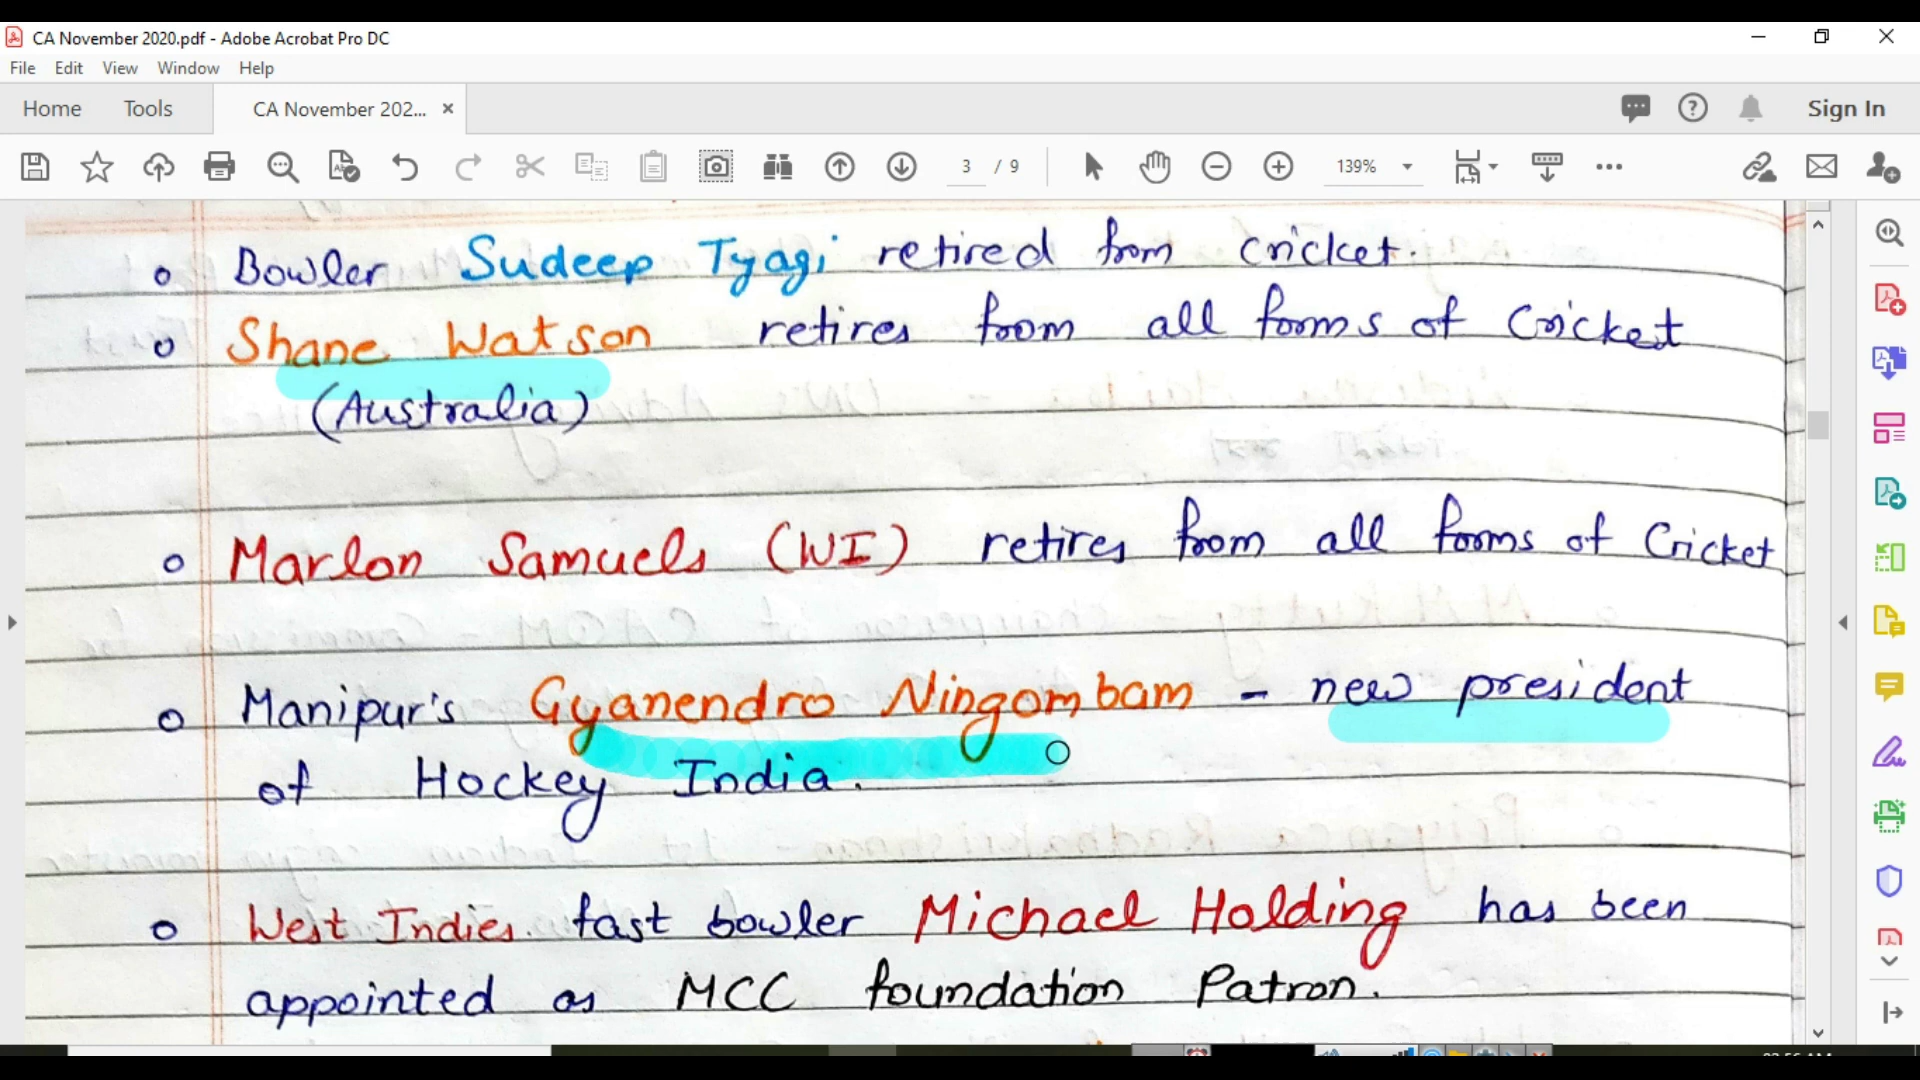 CA November 2020.pdf - Adobe Acrobat Pro DC
File Edit View Window Help
Home Tools CA November 202... × Sign In
3 / 9 139%
Bowler Sudeep Tyagi retired from cricket.
Shane Watson retires from all forms of Cricket
(Australia)
Marlon Samuels (WI) retires from all forms of Cricket
Manipur's Gyanendro Ningombam - new president
of Hockey India.
West Indies fast bowler Michael Holding has been
appointed as MCC foundation Patron.